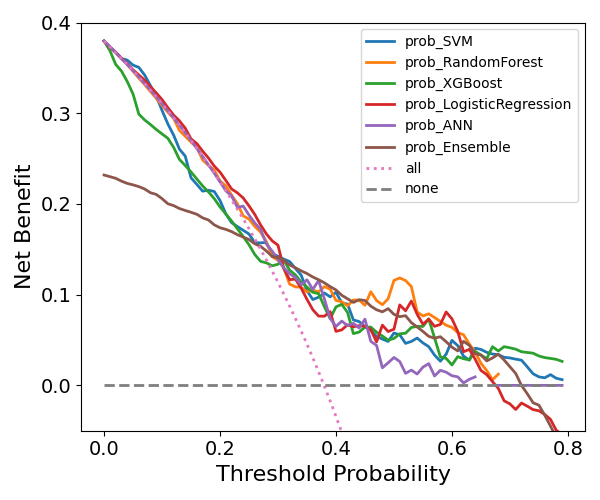 0.4
0.3
0.2
0.1
0.0
Net Benefit
prob_SVM
prob_RandomForest
prob_XGBoost
prob_LogisticRegression
prob_ANN
prob_Ensemble
all
none
0.0 0.2 0.4 0.6 0.8
Threshold Probability